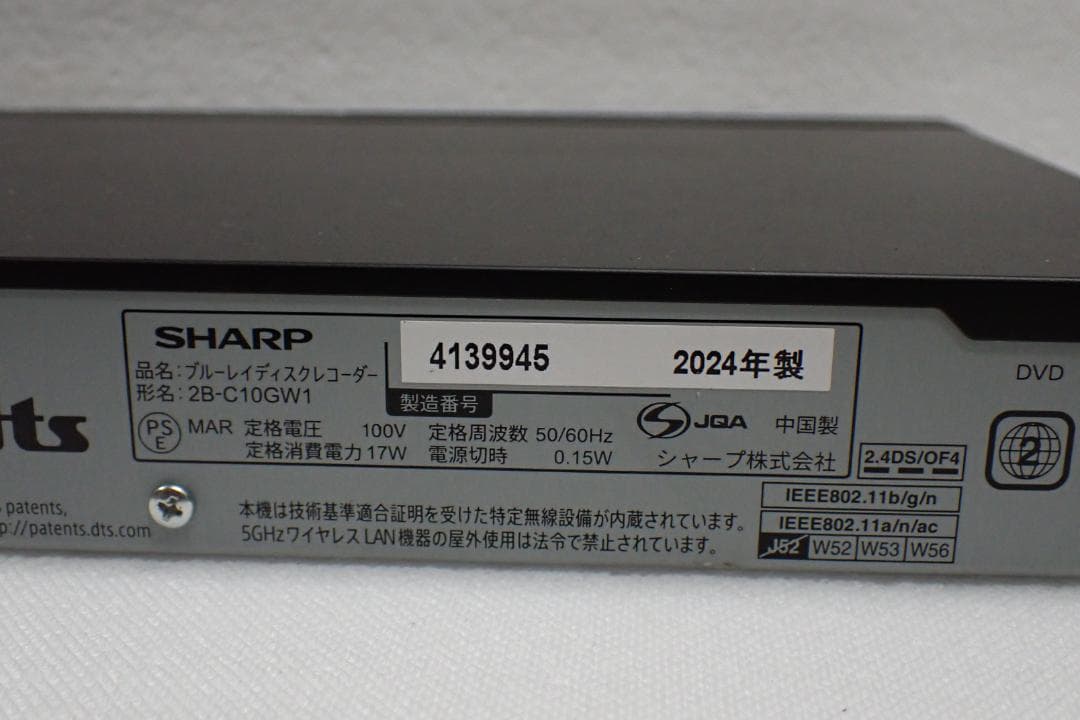 SHARP
4139945 2024年製
品名:ブルーレイディスクレコーダー
形名:2B-C10GW1
製造番号
PS
E
MAR 定格電圧 100V 定格周波数 50/60Hz
定格消費電力 17W 電源切時 0.15W
JQA 中国製
シャープ株式会社
DVD
2
2.4DS/OF4
dts
patents,
p://patents.dts.com
本機は技術基準適合証明を受けた特定無線設備が内蔵されています。
5GHzワイヤレスLAN機器の屋外使用は法令で禁止されています。
IEEE802.11b/g/n
IEEE802.11a/n/ac
J52 W52 W53 W56